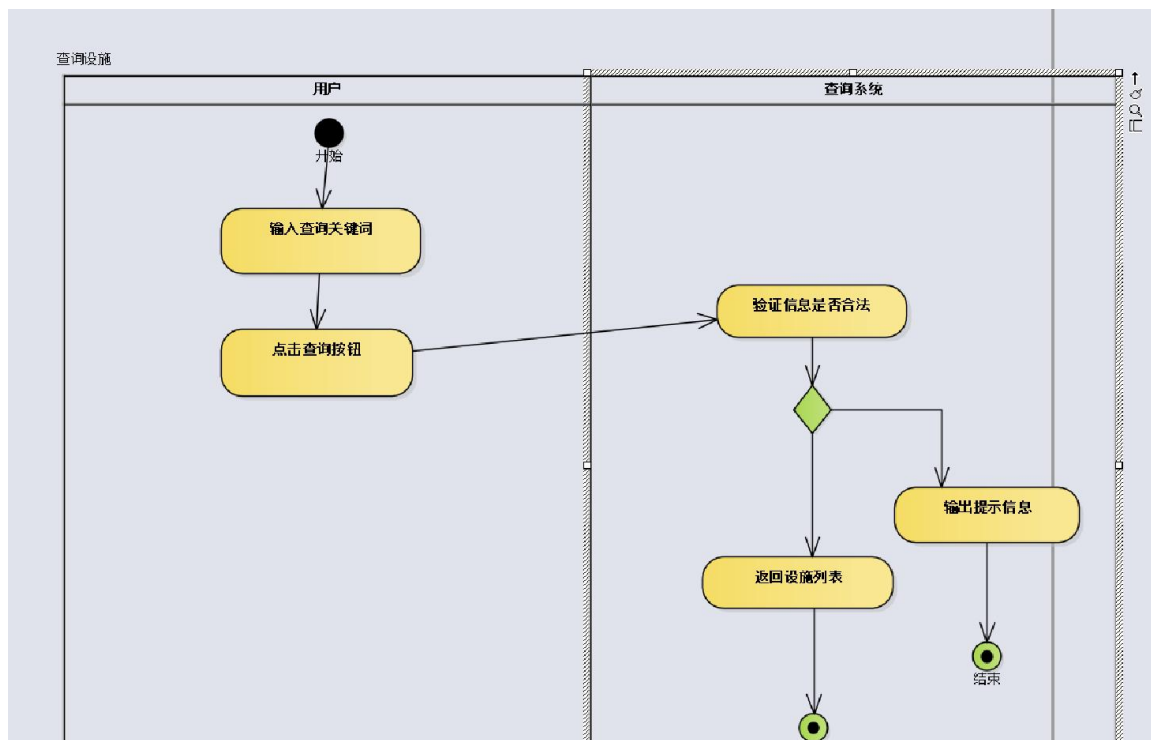 查询设施
用户
查询系统
开始
输入查询关键词
验证信息是否合法
点击查询按钮
输出提示信息
返回设施列表
结束